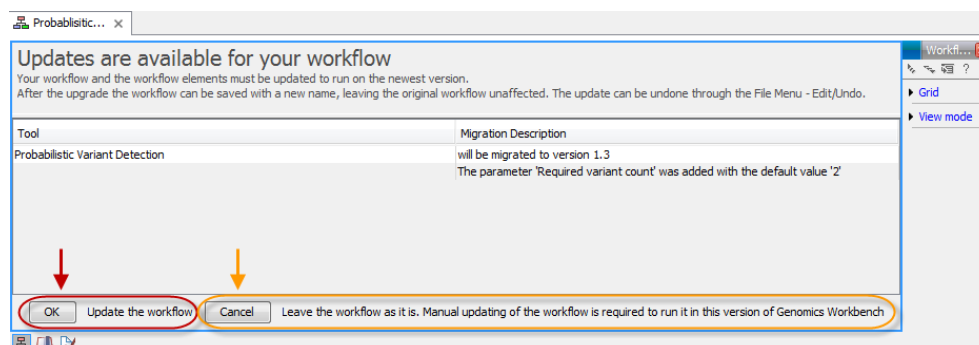 Probablisitic...
Updates are available for your workflow
Your workflow and the workflow elements must be updated to run on the newest version.
After the upgrade the workflow can be saved with a new name, leaving the original workflow unaffected. The update can be undone through the File Menu - Edit/Undo.
Tool Migration Description
Probabilistic Variant Detection will be migrated to version 1.3
The parameter 'Required variant count' was added with the default value '2'
OK Update the workflow Cancel Leave the workflow as it is. Manual updating of the workflow is required to run it in this version of Genomics Workbench
Workfl...
?
Grid
View mode